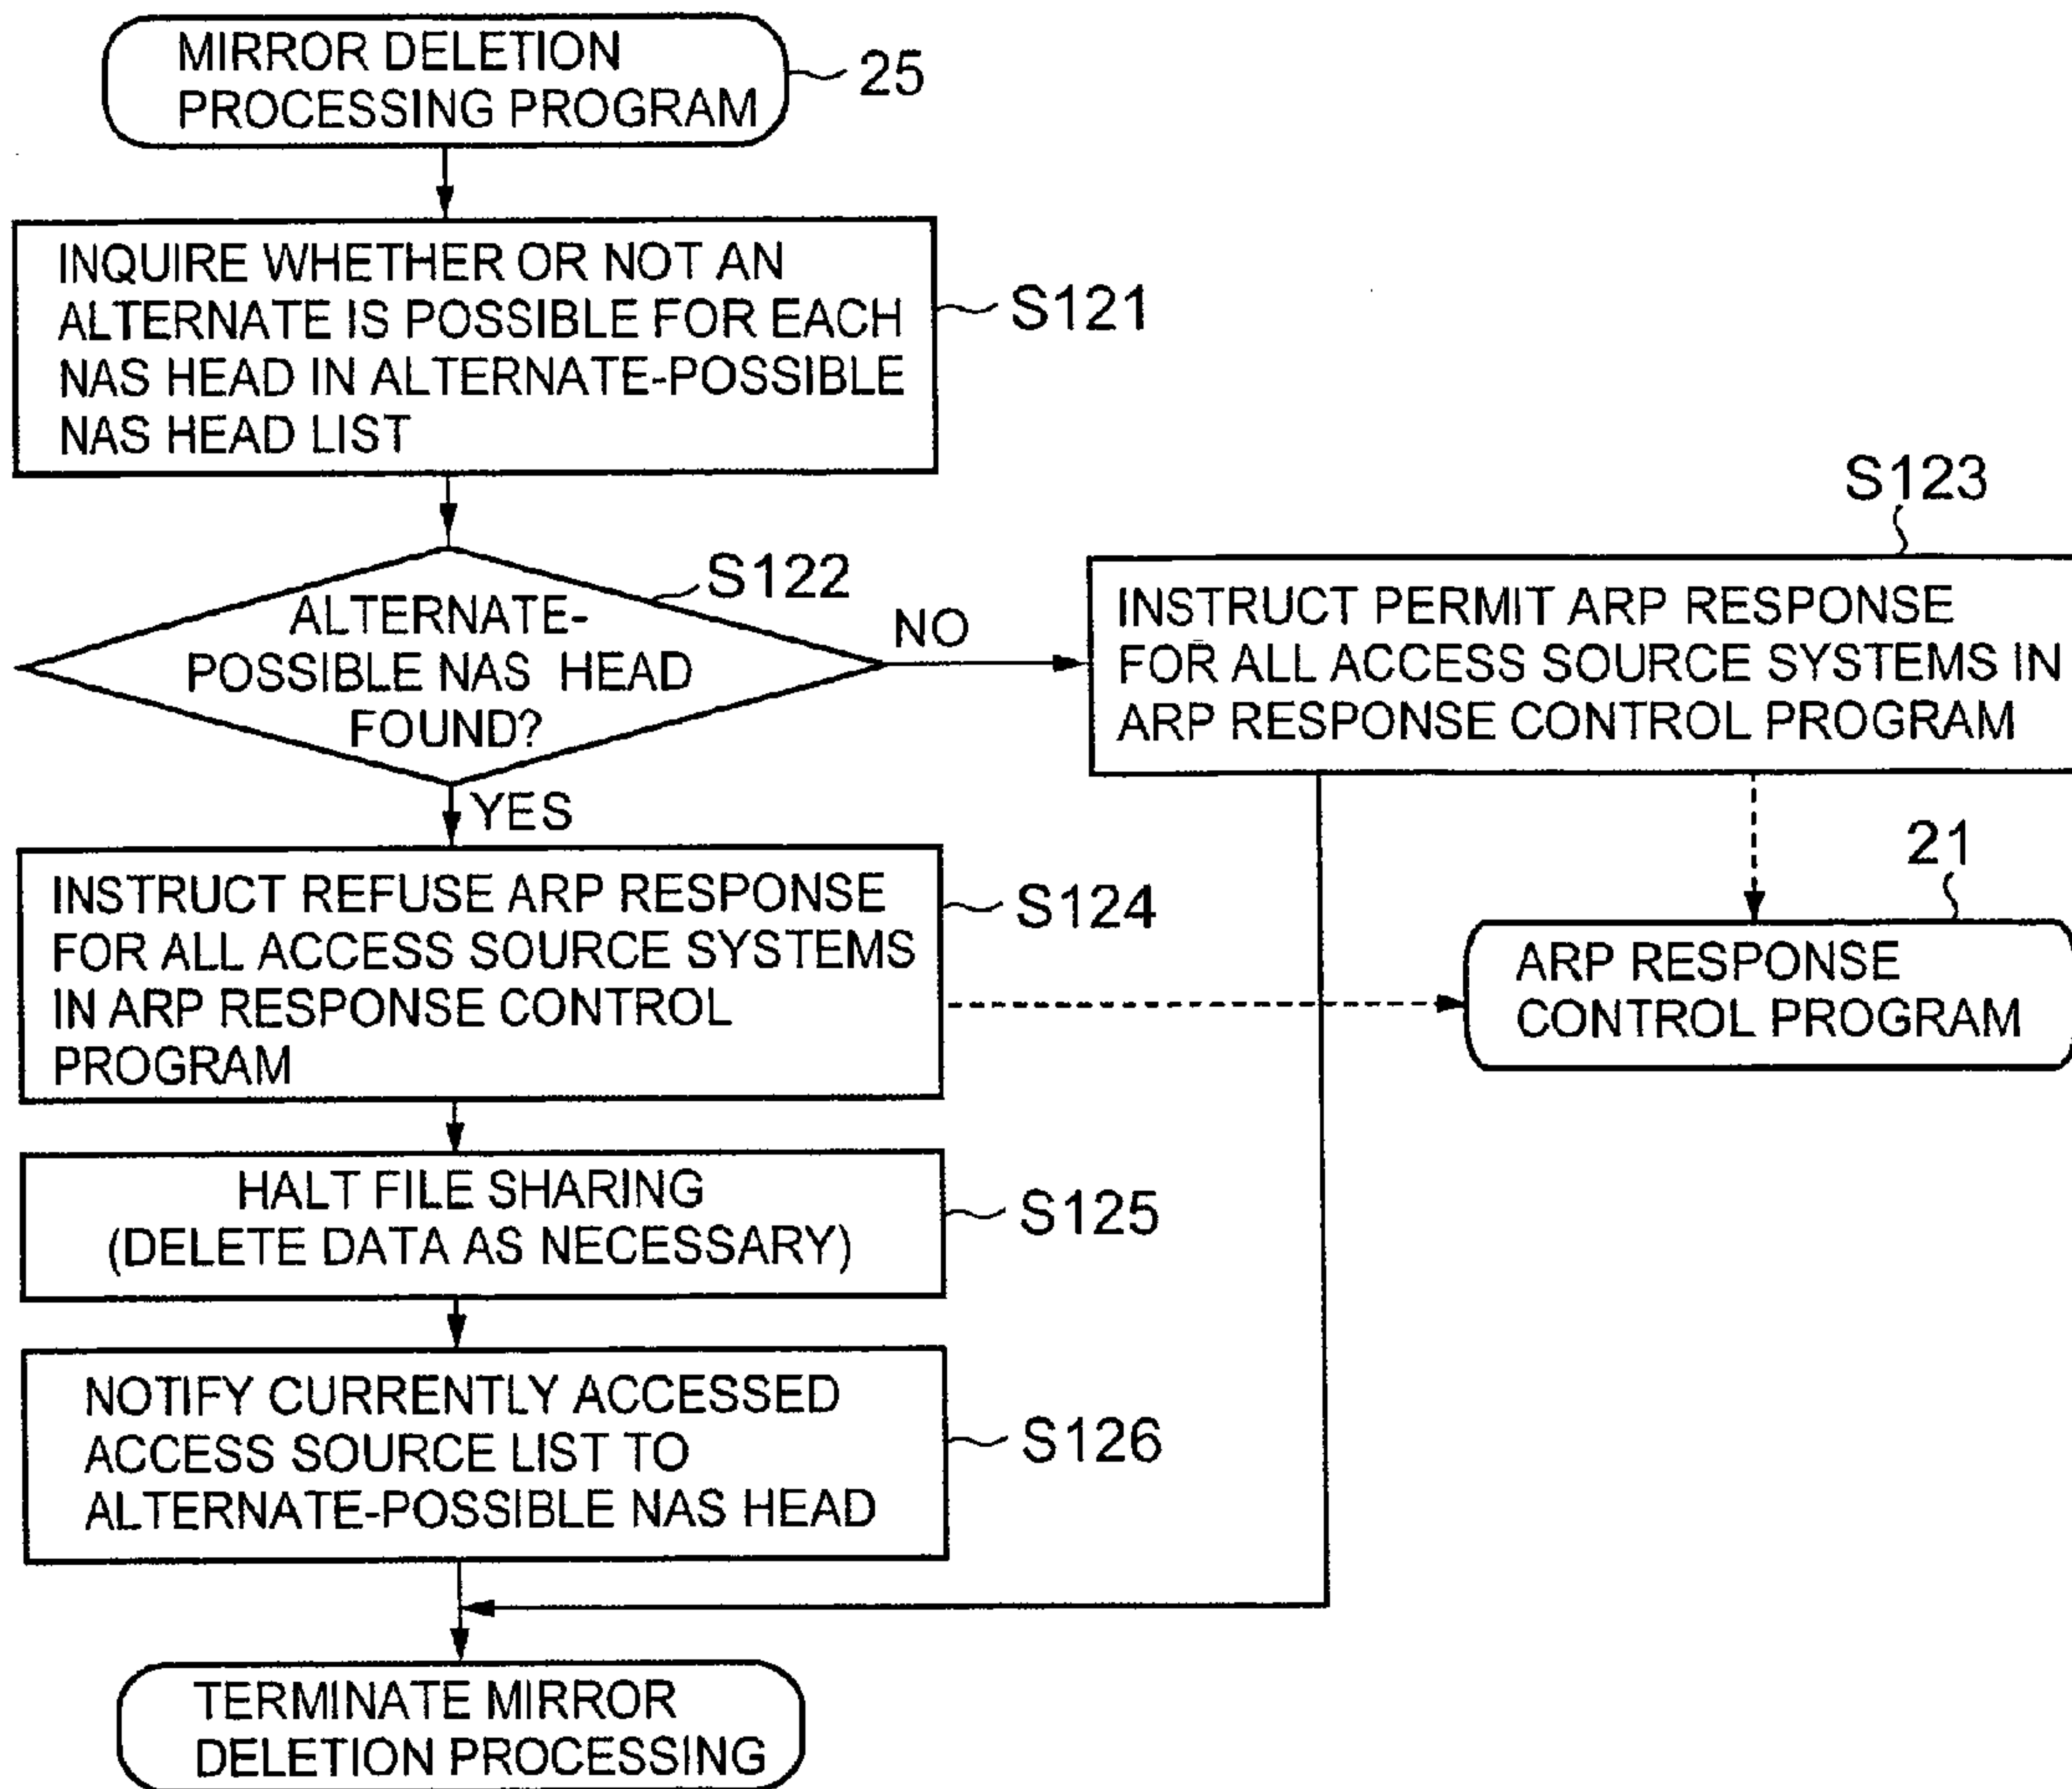 MIRROR DELETION
PROCESSING PROGRAM
25
INQUIRE WHETHER OR NOT AN
ALTERNATE IS POSSIBLE FOR EACH
NAS HEAD IN ALTERNATE-POSSIBLE
NAS HEAD LIST
S121
S122
ALTERNATE-
POSSIBLE NAS HEAD
FOUND?
NO
YES
S123
INSTRUCT PERMIT ARP RESPONSE
FOR ALL ACCESS SOURCE SYSTEMS IN
ARP RESPONSE CONTROL PROGRAM
21
ARP RESPONSE
CONTROL PROGRAM
INSTRUCT REFUSE ARP RESPONSE
FOR ALL ACCESS SOURCE SYSTEMS
IN ARP RESPONSE CONTROL
PROGRAM
S124
HALT FILE SHARING
(DELETE DATA AS NECESSARY)
S125
NOTIFY CURRENTLY ACCESSED
ACCESS SOURCE LIST TO
ALTERNATE-POSSIBLE NAS HEAD
S126
TERMINATE MIRROR
DELETION PROCESSING